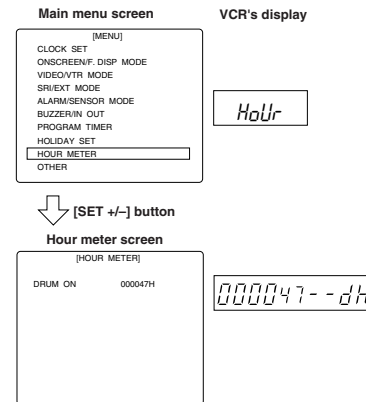 Main menu screen
VCR's display
[MENU]
CLOCK SET
ONSCREEN/F. DISP MODE
VIDEO/VTR MODE
SRI/EXT MODE
ALARM/SENSOR MODE
BUZZER/IN OUT
PROGRAM TIMER
HOLIDAY SET
HOUR METER
OTHER
HoUr
[SET +/–] button
Hour meter screen
[HOUR METER]
DRUM ON 000047H
000047--dH